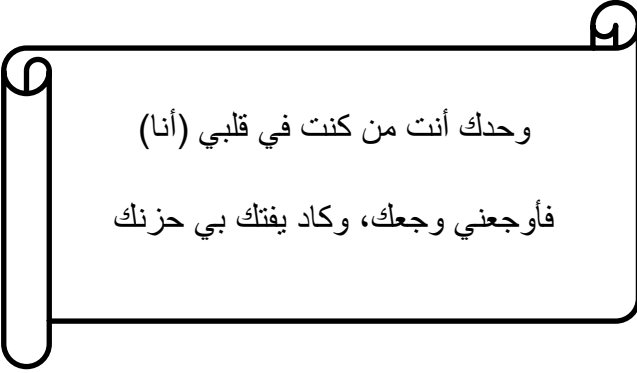 وحدك أنت من كنت في قلبي (أنا)
فأوجعني وجعك، وكاد يفتك بي حزنك